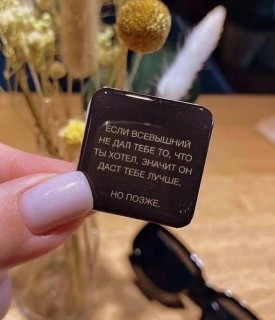 ЕСЛИ ВСЕВЫШНИЙ
НЕ ДАЛ ТЕБЕ ТО, ЧТО
ТЫ ХОТЕЛ, ЗНАЧИТ ОН
ДАСТ ТЕБЕ ЛУЧШЕ.
НО ПОЗЖЕ.